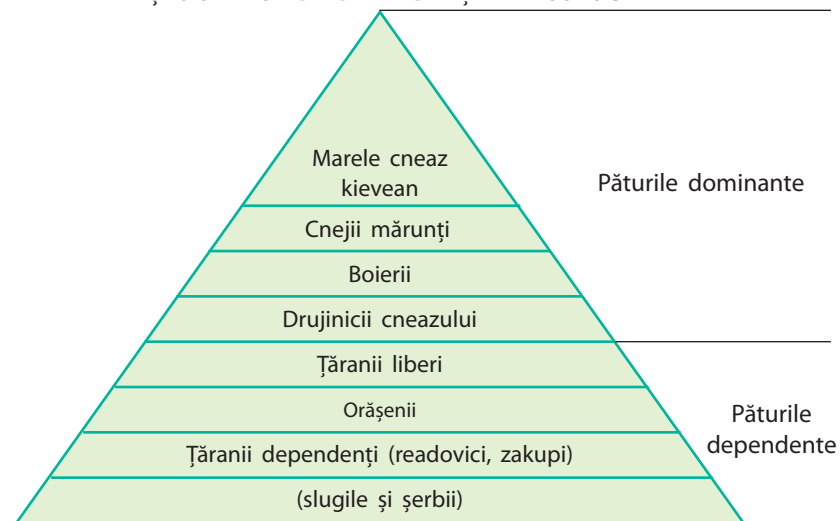 Marele cneaz
kievean
Păturile dominante
Cnejii mărunți
Boierii
Drujinicii cneazului
Țăranii liberi
Orășenii
Păturile
dependente
Țăranii dependenți (readovici, zakupi)
(slugile și șerbii)